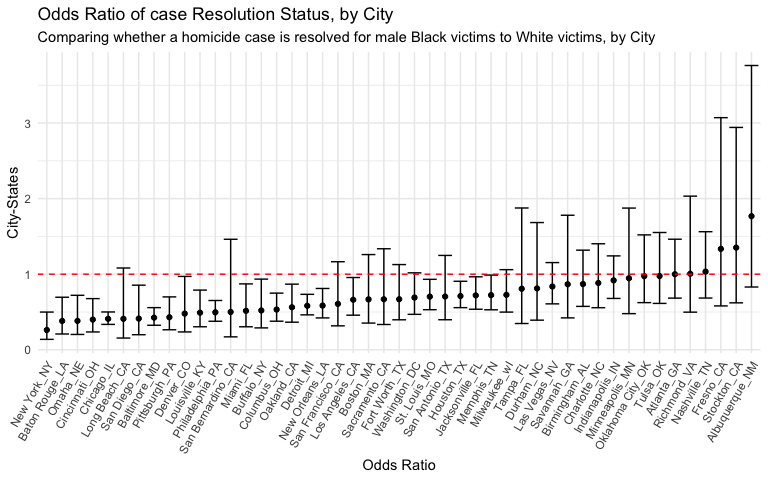 Odds Ratio of case Resolution Status, by City
Comparing whether a homicide case is resolved for male Black victims to White victims, by City
City-States
3
2
1
0
New York_NY
Baton Rouge_LA
Omaha_NE
Cincinnati_OH
Chicago_IL
Long Beach_CA
San Diego_CA
Baltimore_MD
Pittsburgh_PA
Denver_CO
Louisville_KY
Philadelphia_PA
San Bernardino_CA
Miami_FL
Buffalo_NY
Columbus_OH
Oakland_CA
Detroit_MI
New Orleans_LA
San Francisco_CA
Los Angeles_CA
Boston_MA
Sacramento_CA
Fort Worth_TX
Washington_DC
St. Louis_MO
San Antonio_TX
Houston_TX
Jacksonville_FL
Memphis_TN
Milwaukee_wI
Tampa_FL
Durham_NC
Las Vegas_NV
Savannah_GA
Birmingham_AL
Charlotte_NC
Indianapolis_IN
Minneapolis_MN
Oklahoma City_OK
Tulsa_OK
Atlanta_GA
Richmond_VA
Nashville_TN
Fresno_CA
Stockton_CA
Albuquerque_NM
Odds Ratio